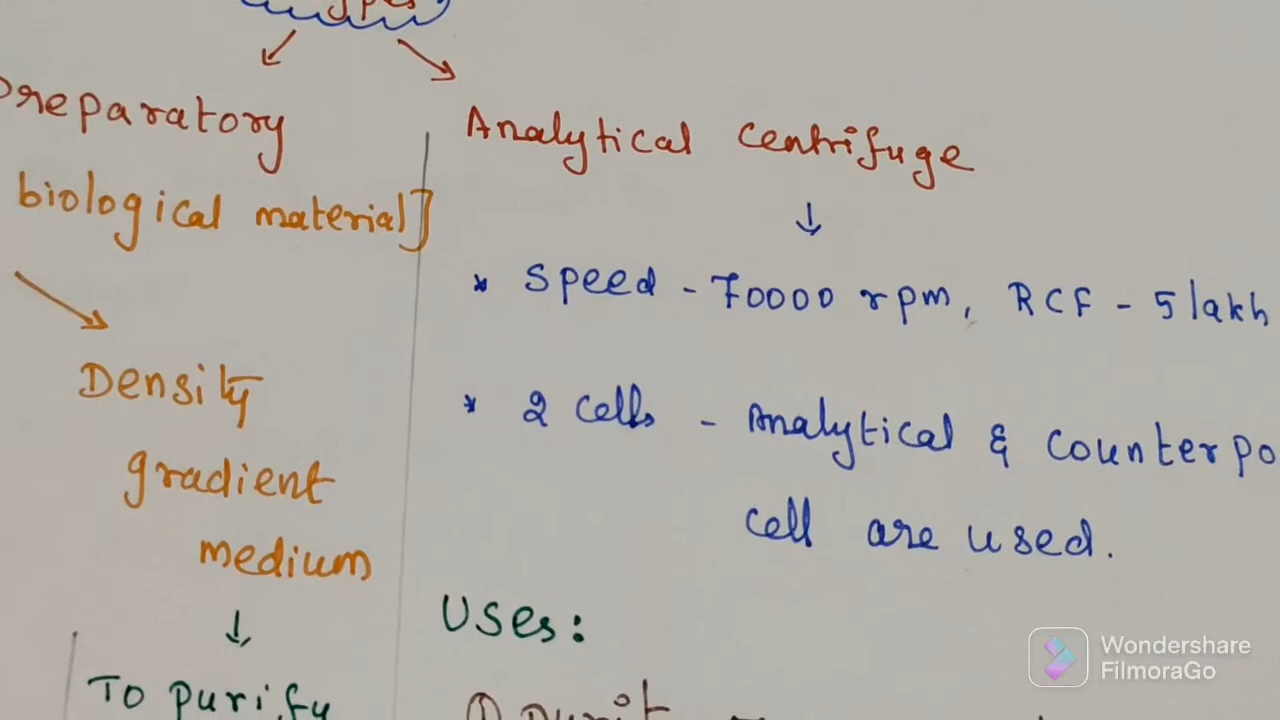 ypes
Preparatory
biological material]
Density
gradient
medium
To purify
Analytical centrifuge
* Speed - 70000 rpm, RCF - 5 lakh
* 2 cells - Analytical & Counterpo
cell are used.
Uses:
Wondershare
FilmoraGo